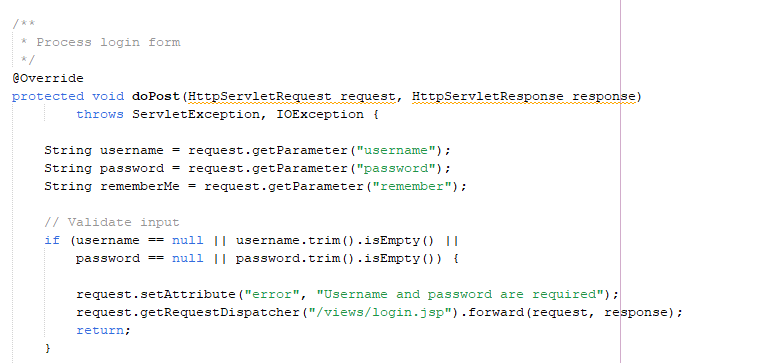 /**
 * Process login form
 */
@Override
protected void doPost(HttpServletRequest request, HttpServletResponse response)
        throws ServletException, IOException {

    String username = request.getParameter("username");
    String password = request.getParameter("password");
    String rememberMe = request.getParameter("remember");

    // Validate input
    if (username == null || username.trim().isEmpty() ||
        password == null || password.trim().isEmpty()) {

        request.setAttribute("error", "Username and password are required");
        request.getRequestDispatcher("/views/login.jsp").forward(request, response);
        return;
    }